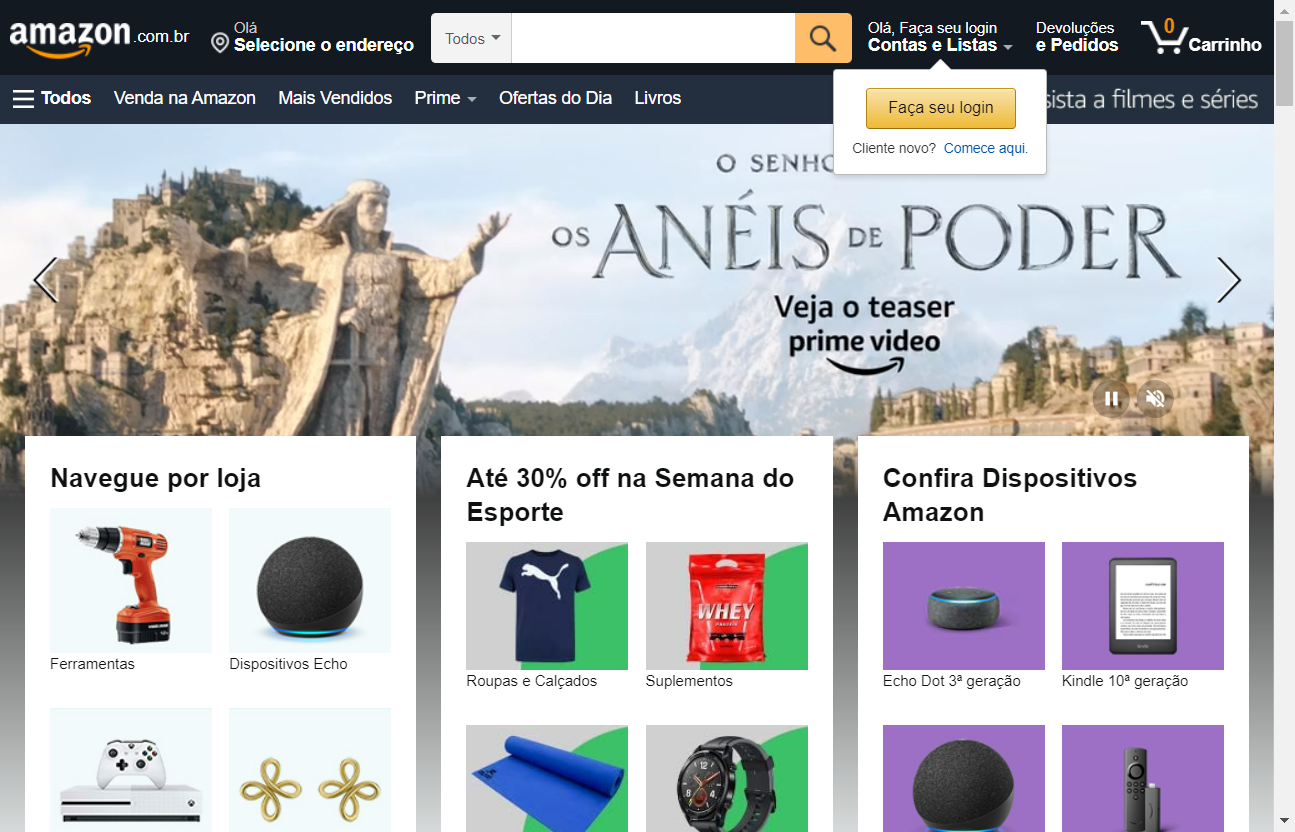 amazon.com.br
Olá
Selecione o endereço
Todos
Olá, Faça seu login
Contas e Listas
Devoluções
e Pedidos
0
Carrinho
Todos
Venda na Amazon
Mais Vendidos
Prime
Ofertas do Dia
Livros
a filmes e séries
Faça seu login
Cliente novo? Comece aqui.
O
OS ANÉIS DE PODER
Veja o teaser
prime video
Navegue por loja
Ferramentas
Dispositivos Echo
Até 30% off na Semana do
Esporte
WHEY
Roupas e Calçados
Suplementos
Confira Dispositivos
Amazon
Echo Dot 3ª geração
Kindle 10ª geração